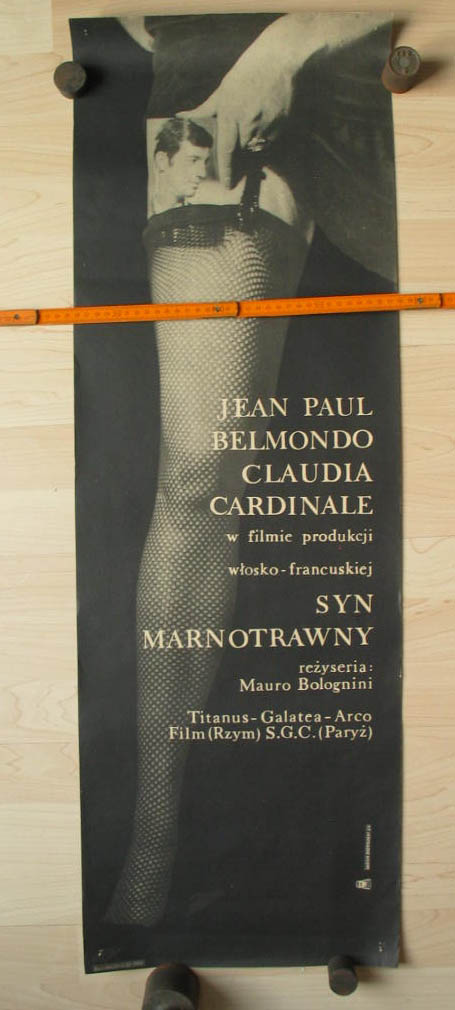 JEAN PAUL
BELMONDO
CLAUDIA
CARDINALE
w filmie produkcji
włosko-francuskiej
SYN
MARNOTRAWNY
reżyseria:
Mauro Bolognini
Titanus-Galatea-Arco
Film (Rzym) S.G.C. (Paryż)